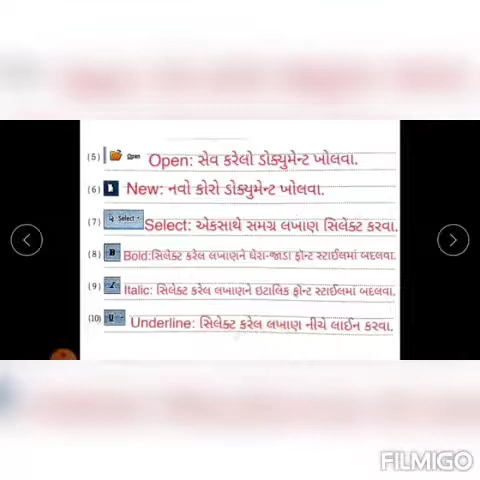 (5) Open Open: સેવ કરેલો ડોક્યુમેન્ટ ખોલવા.
(6) New: નવો કોરો ડોક્યુમેન્ટ ખોલવા.
(7) Select Select: એકસાથે સમગ્ર લખાણ સિલેક્ટ કરવા.
(8) B Bold:સિલેક્ટ કરેલ લખાણને ઘેરા-જાડા ફોન્ટ સ્ટાઈલમાં બદલવા.
(9) I Italic: સિલેક્ટ કરેલ લખાણને ઇટાલિક ફોન્ટ સ્ટાઈલમાં બદલવા.
(10) U Underline: સિલેક્ટ કરેલ લખાણ નીચે લાઈન કરવા.
FILMIGO